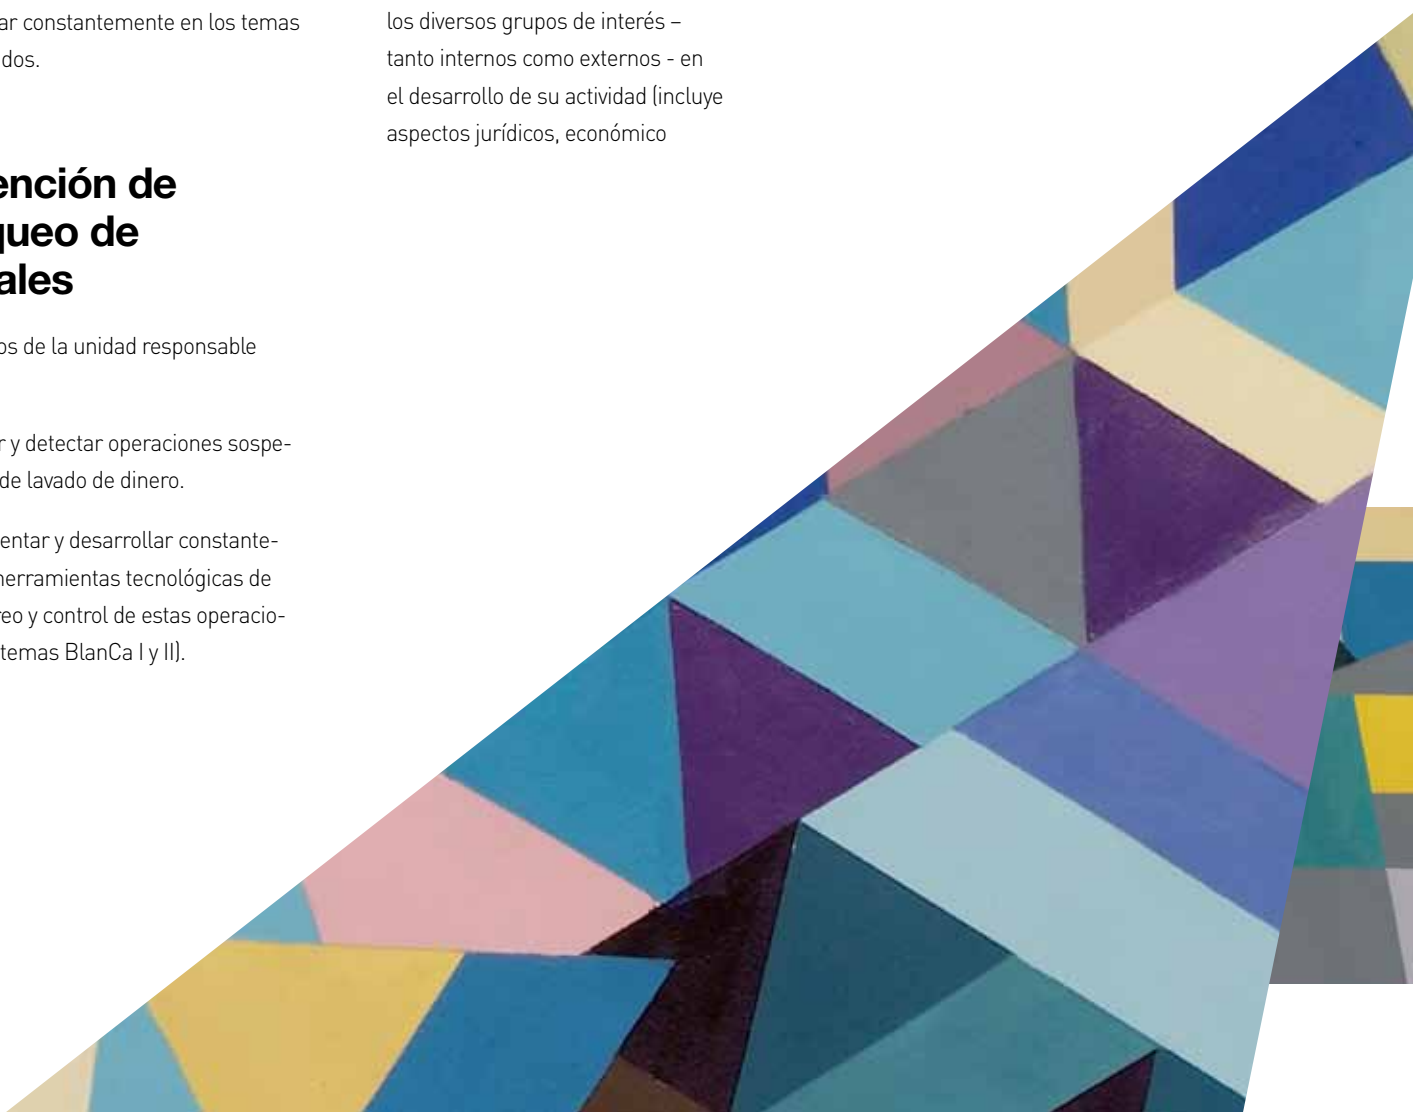 ar constantemente en los temas
dos.
ención de
queo de
ales
os de la unidad responsable
r y detectar operaciones sospe-
de lavado de dinero.
entar y desarrollar constante-
herramientas tecnológicas de
reo y control de estas operacio-
temas BlanCa I y II).
los diversos grupos de interés –
tanto internos como externos - en
el desarrollo de su actividad (incluye
aspectos jurídicos, económico